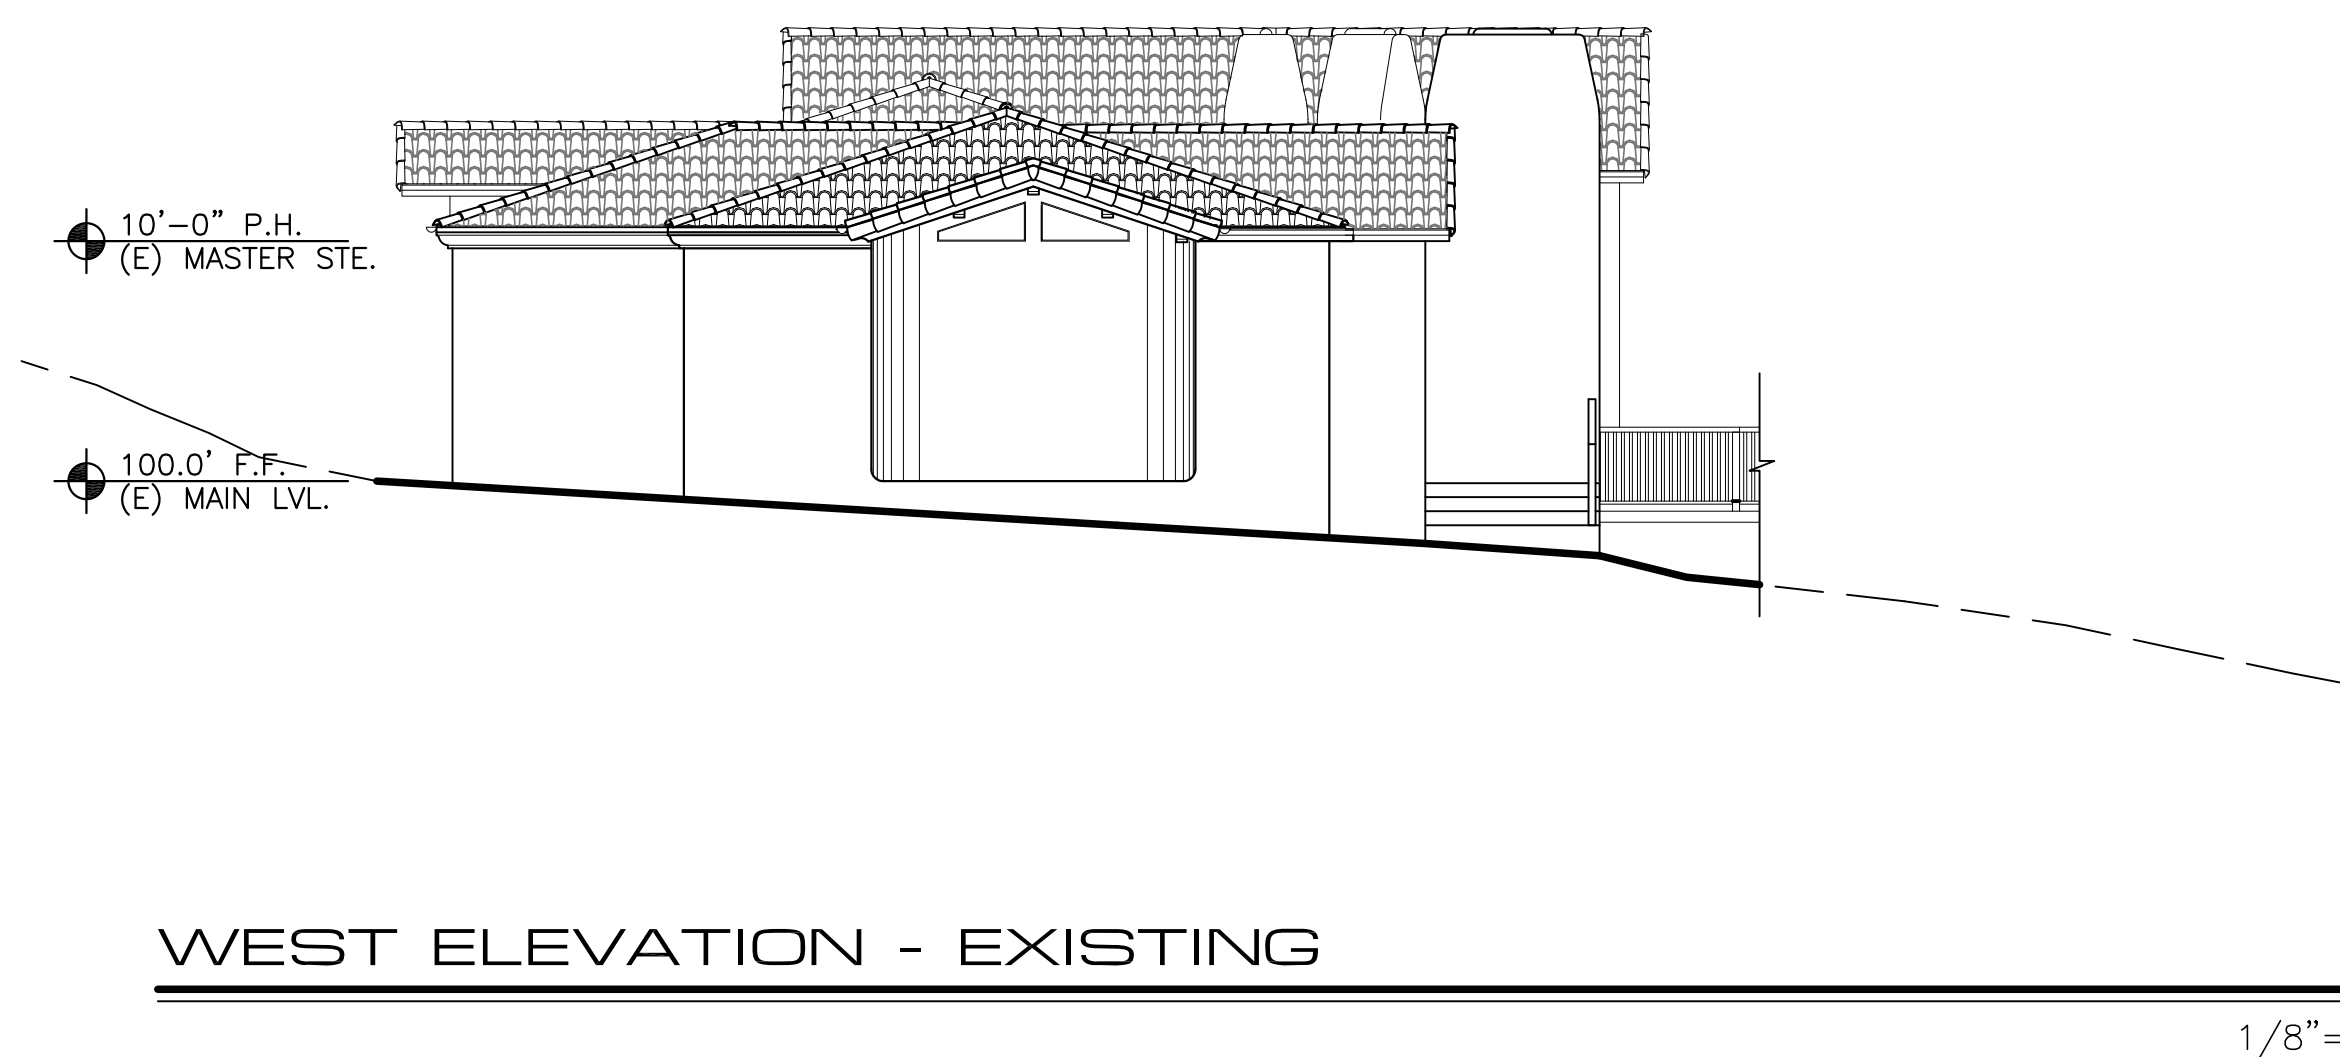 10’-0” P.H.
(E) MASTER STE.
100.0’ F.F.
(E) MAIN LVL.
WEST ELEVATION - EXISTING
1/8”=